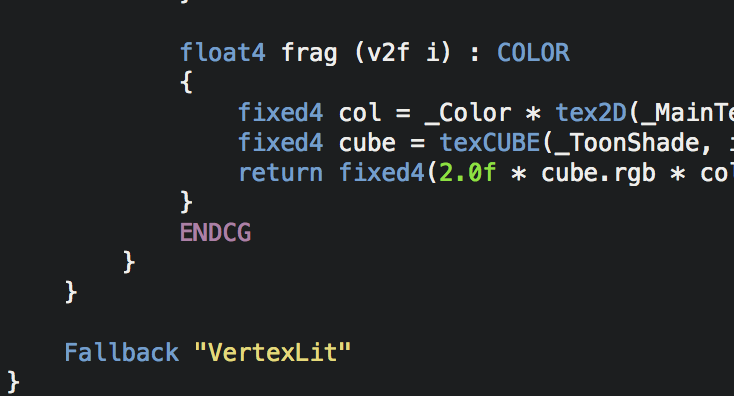 }
float4 frag (v2f i) : COLOR
{
fixed4 col = _Color * tex2D(_MainTe
fixed4 cube = texCUBE(_ToonShade, i
return fixed4(2.0f * cube.rgb * col
}
ENDCG
}
}
Fallback "VertexLit"
}